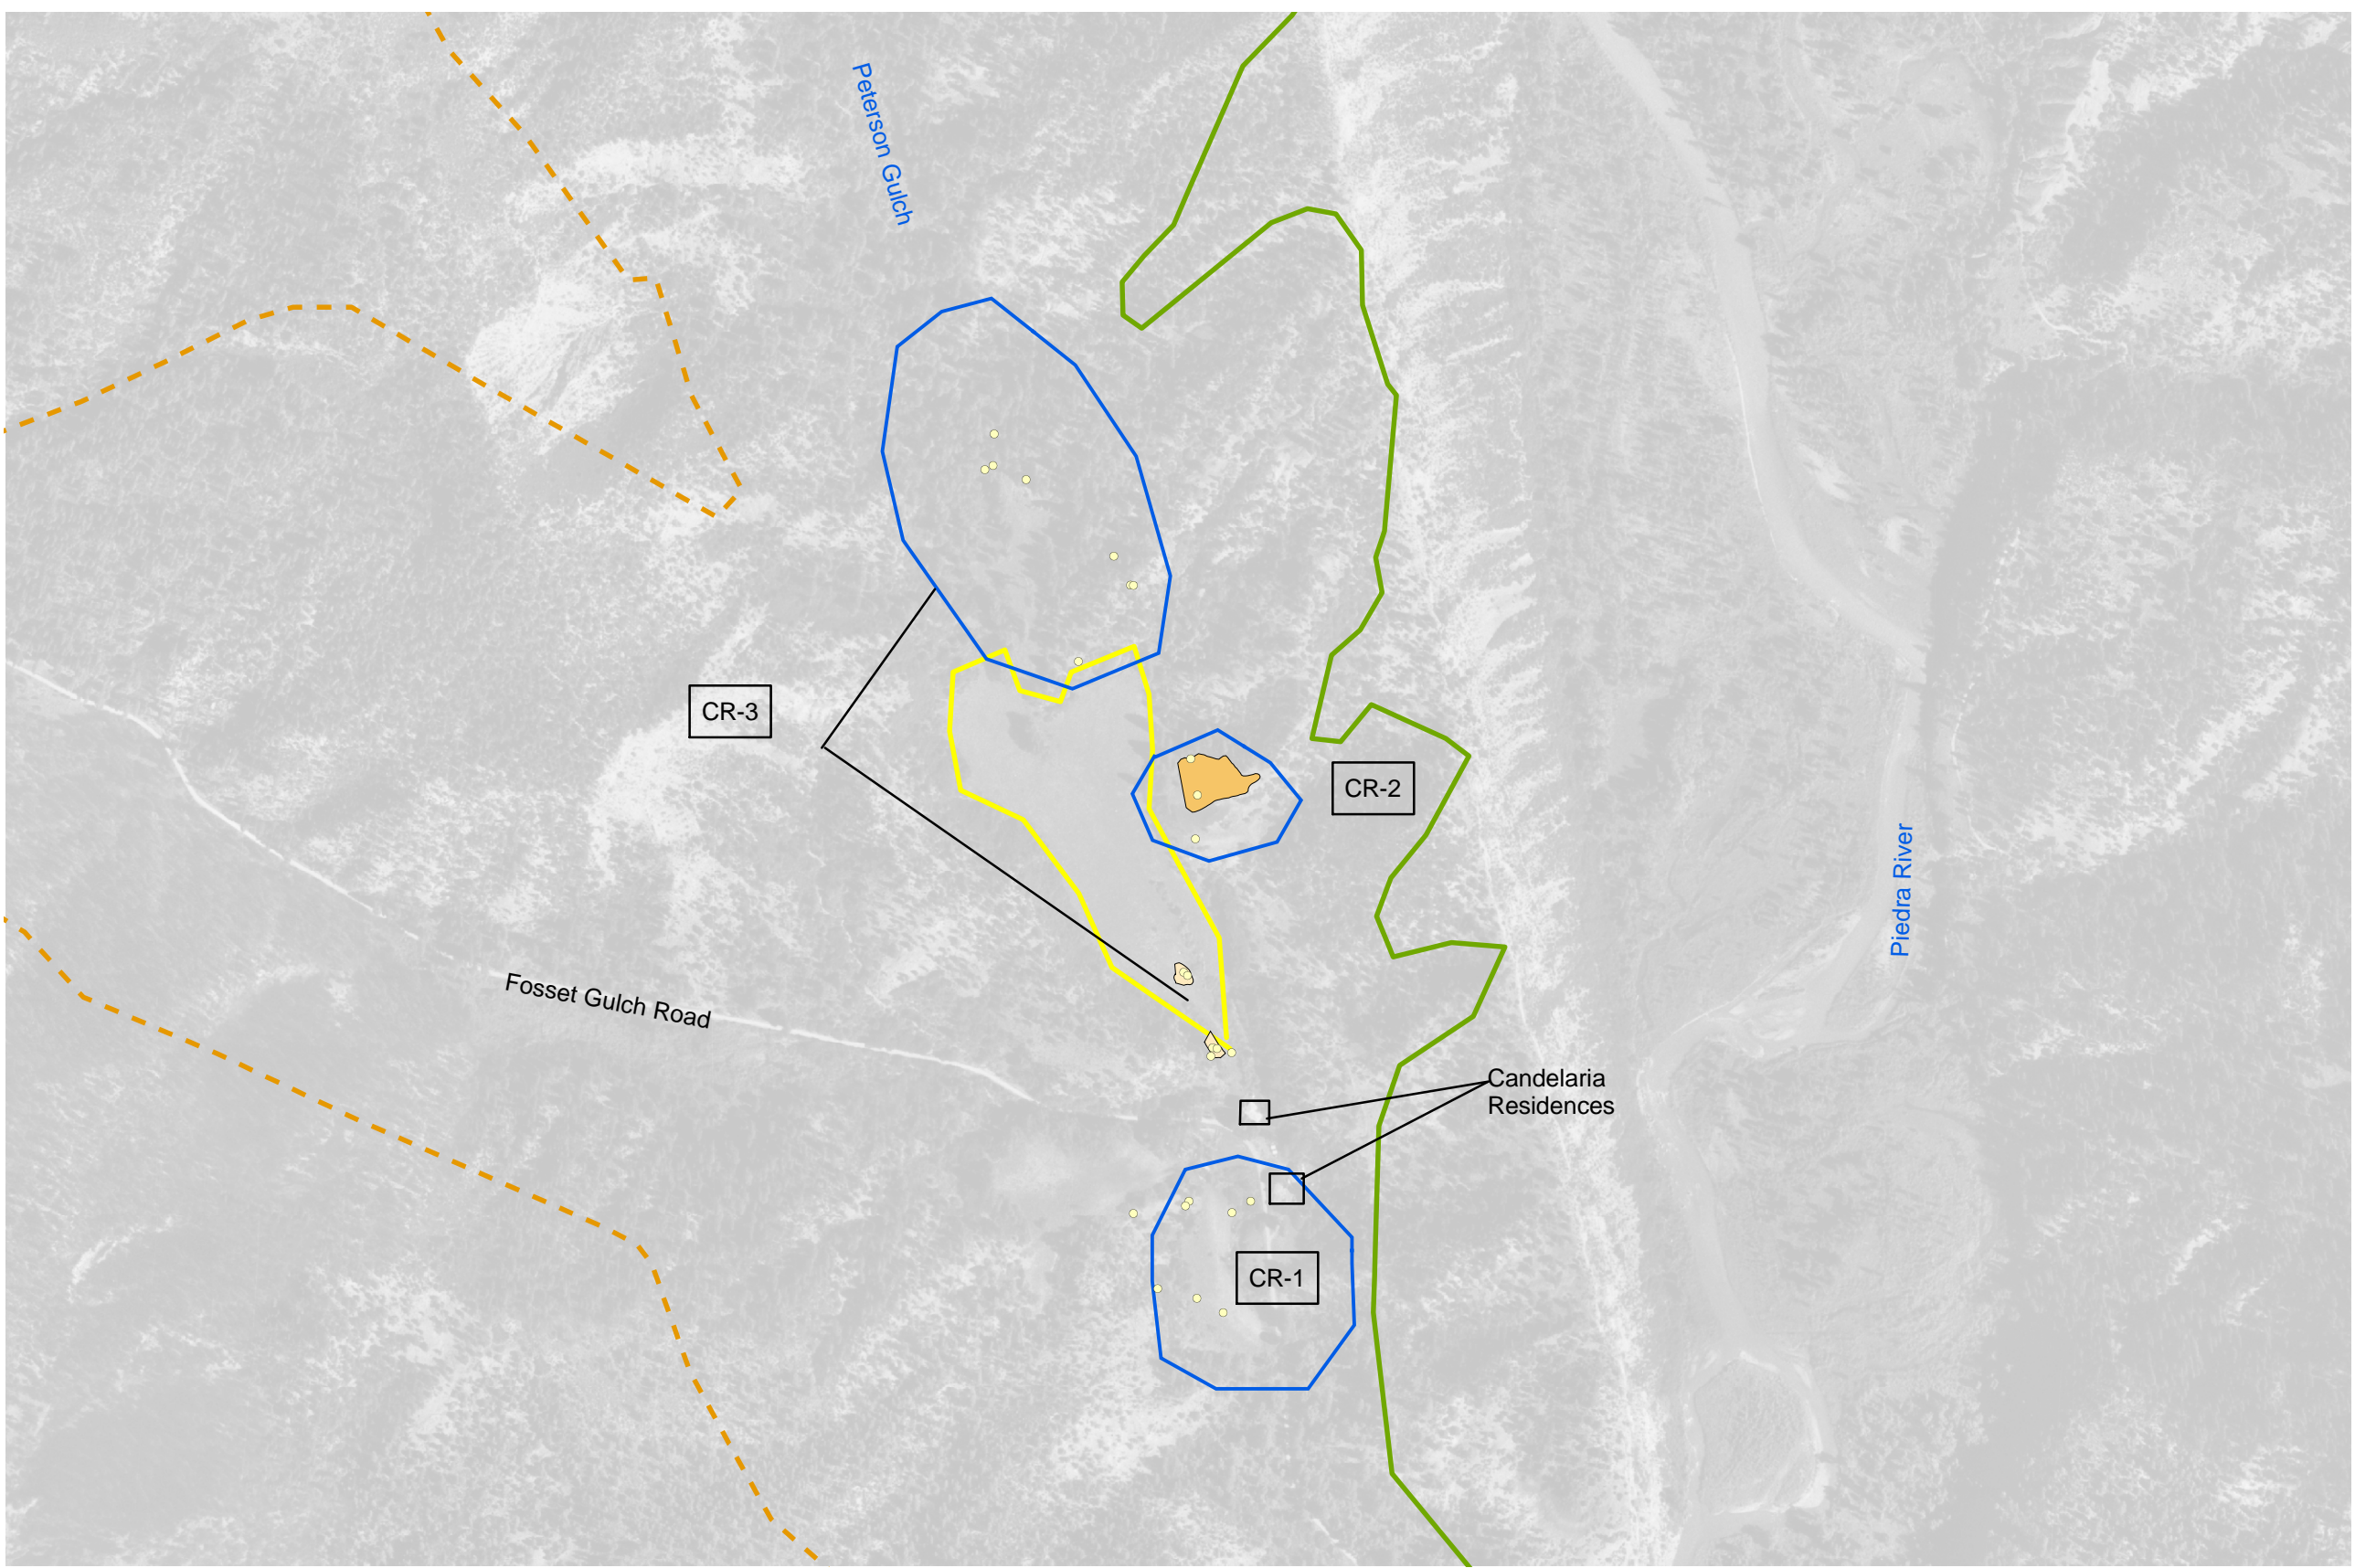 Peterson Gulch
CR-3
CR-2
Piedra River
Fosset Gulch Road
Candelaria
Residences
CR-1